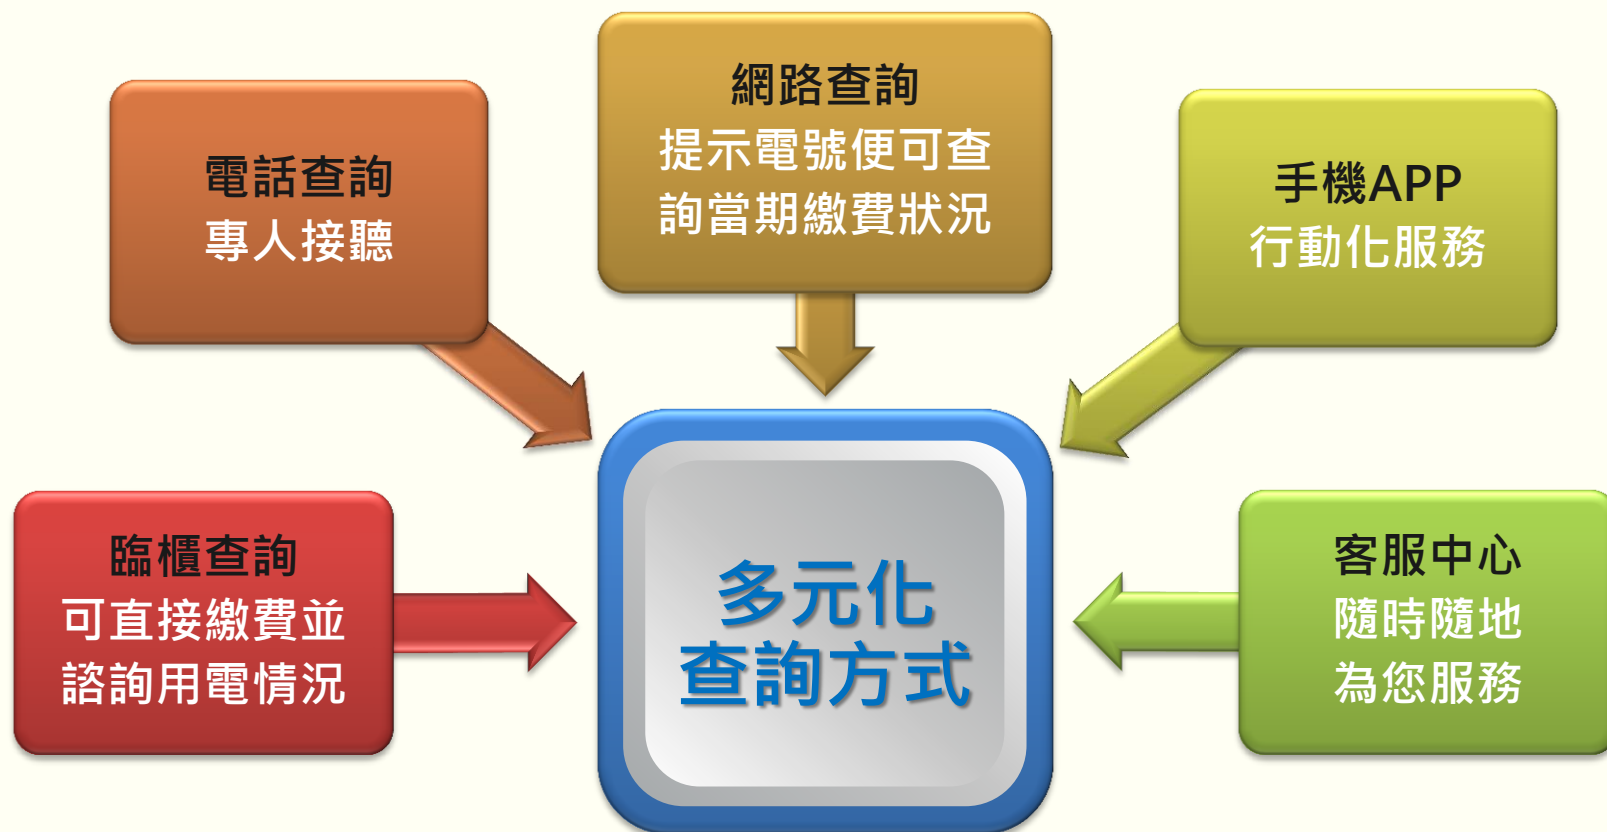 網路查詢
提示電號便可查
詢當期繳費狀況
電話查詢
專人接聽
手機APP
行動化服務
臨櫃查詢
可直接繳費並
諮詢用電情況
多元化
查詢方式
客服中心
隨時隨地
為您服務